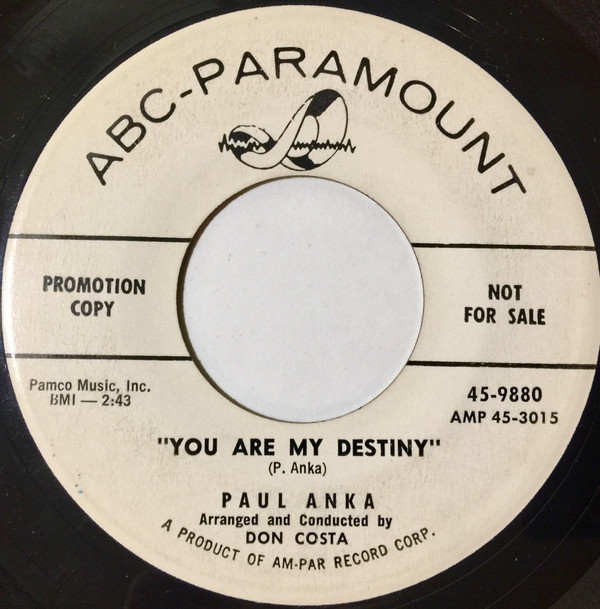 ABC-PARAMOUNT
PROMOTION
COPY
NOT
FOR SALE
Pamco Music, Inc.
BMI — 2:43
45-9880
AMP 45-3015
"YOU ARE MY DESTINY"
(P. Anka)
PAUL ANKA
Arranged and Conducted by
DON COSTA
A PRODUCT OF AM-PAR RECORD CORP.